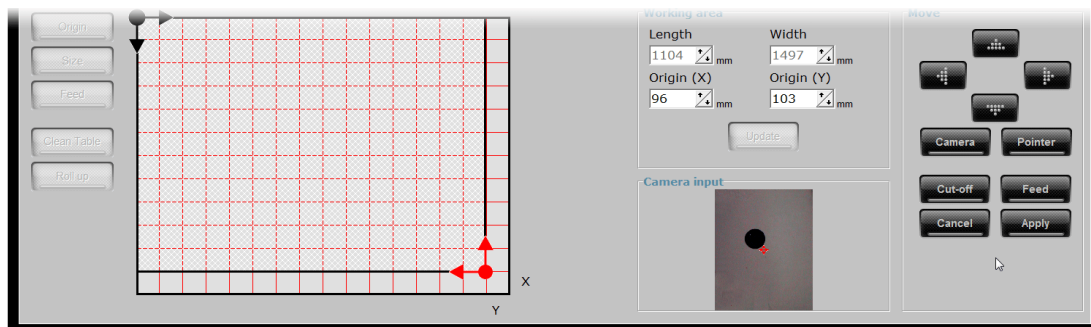 Origin
Size
Feed
Clean Table
Roll up
X
Y
Working area
Length
Width
1104 mm
1497 mm
Origin (X)
Origin (Y)
96 mm
103 mm
Update
Camera input
Move
Camera
Pointer
Cut-off
Feed
Cancel
Apply